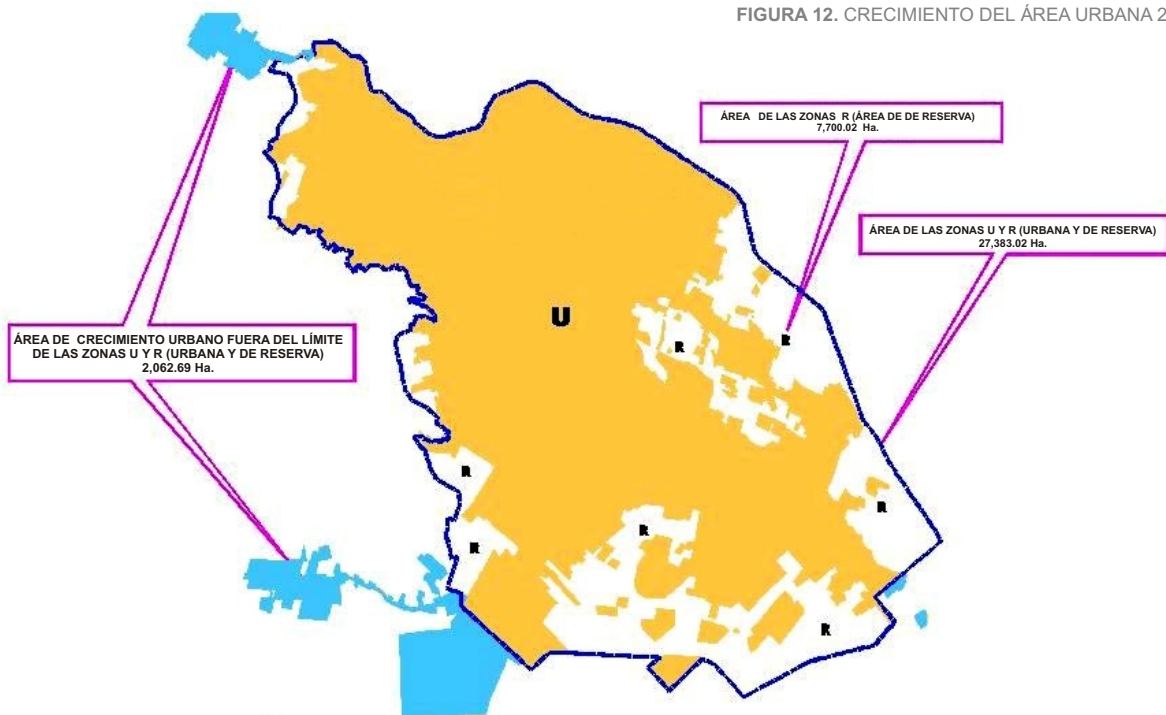 FIGURA 12. CRECIMIENTO DEL ÁREA URBANA 2
ÁREA DE LAS ZONAS R (ÁREA DE DE RESERVA)
7,700.02 Ha.
ÁREA DE LAS ZONAS U Y R (URBANA Y DE RESERVA)
27,383.02 Ha.
U
R
R
ÁREA DE CRECIMIENTO URBANO FUERA DEL LÍMITE
DE LAS ZONAS U Y R (URBANA Y DE RESERVA)
2,062.69 Ha.
R
R
R
R
R